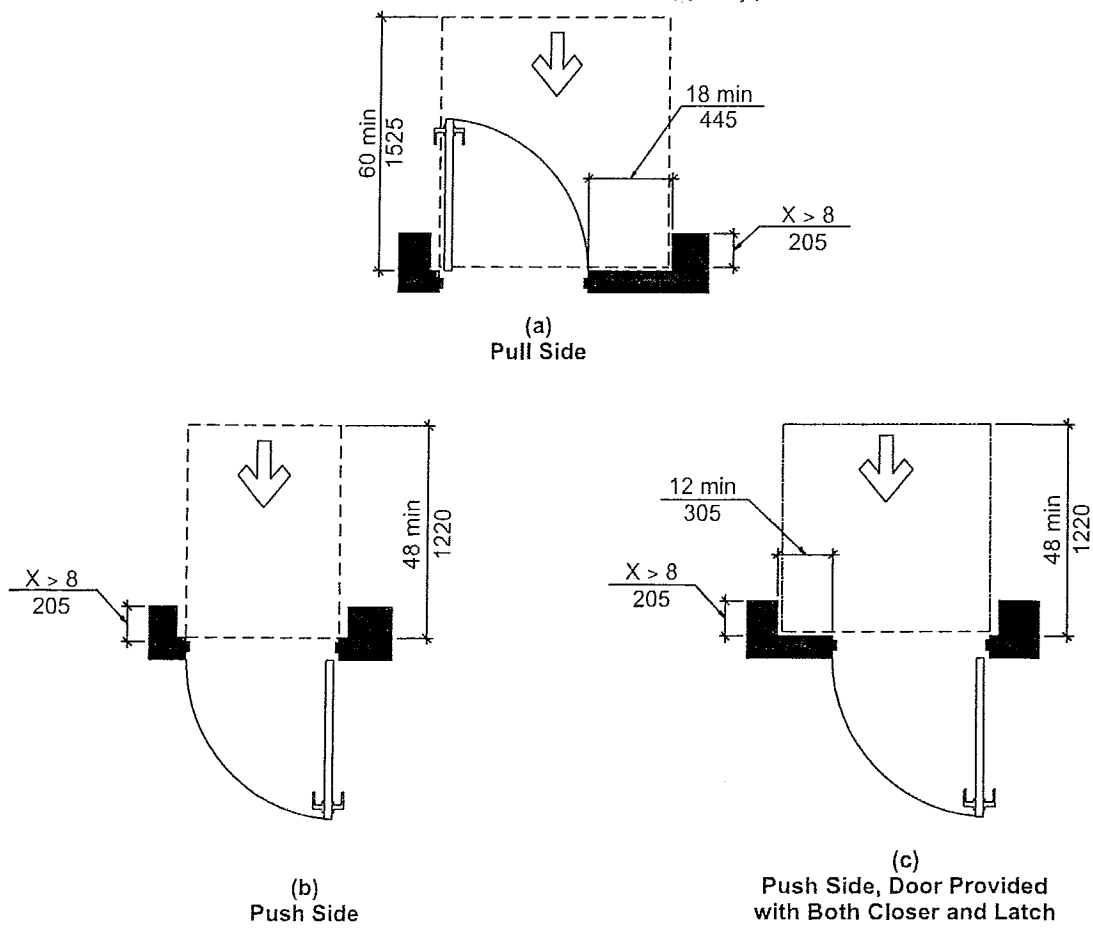 60 min
1525
18 min
445
X > 8
205
(a)
Pull Side
48 min
1220
X > 8
205
(b)
Push Side
12 min
305
X > 8
205
48 min
1220
(c)
Push Side, Door Provided
with Both Closer and Latch